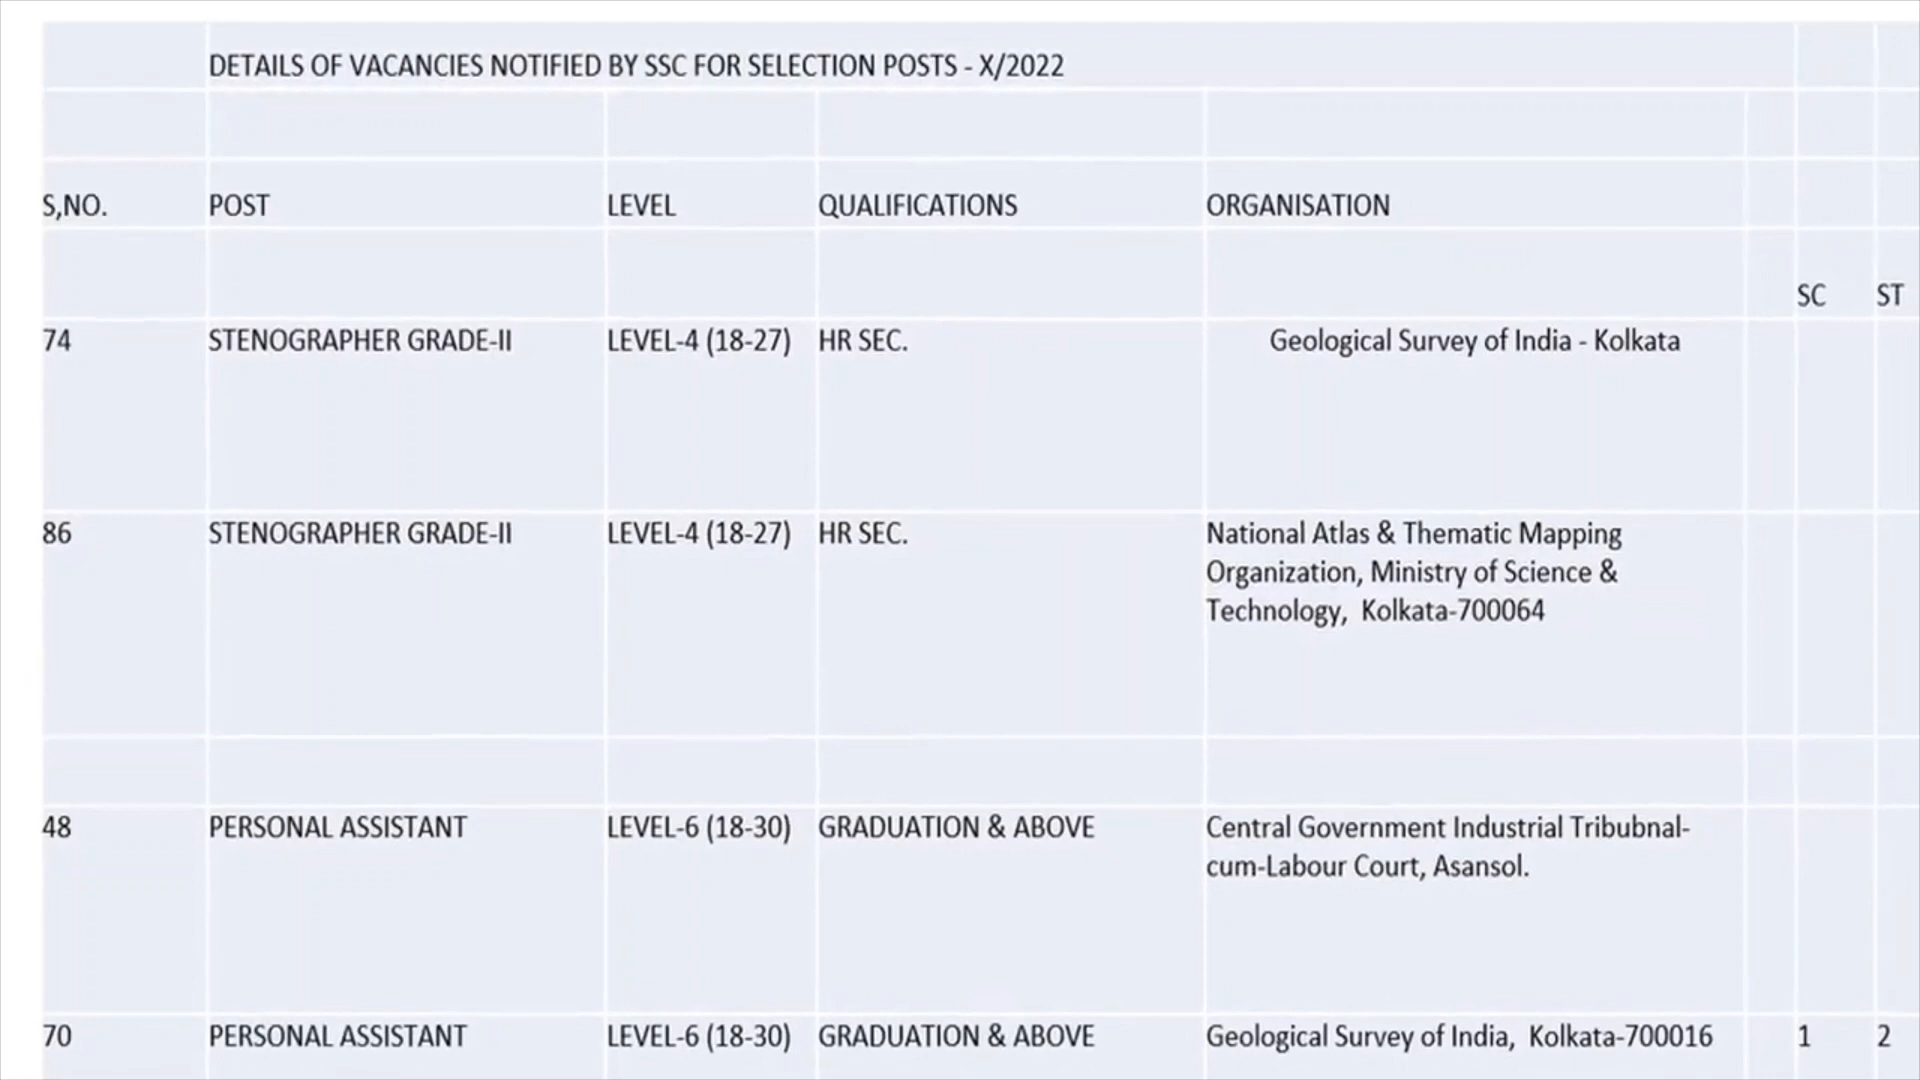 DETAILS OF VACANCIES NOTIFIED BY SSC FOR SELECTION POSTS - X/2022
S,NO. POST LEVEL QUALIFICATIONS ORGANISATION
SC ST
74 STENOGRAPHER GRADE-II LEVEL-4 (18-27) HR SEC. Geological Survey of India - Kolkata
86 STENOGRAPHER GRADE-II LEVEL-4 (18-27) HR SEC. National Atlas & Thematic Mapping
Organization, Ministry of Science &
Technology, Kolkata-700064
48 PERSONAL ASSISTANT LEVEL-6 (18-30) GRADUATION & ABOVE Central Government Industrial Tribubnal-
cum-Labour Court, Asansol.
70 PERSONAL ASSISTANT LEVEL-6 (18-30) GRADUATION & ABOVE Geological Survey of India, Kolkata-700016 1 2